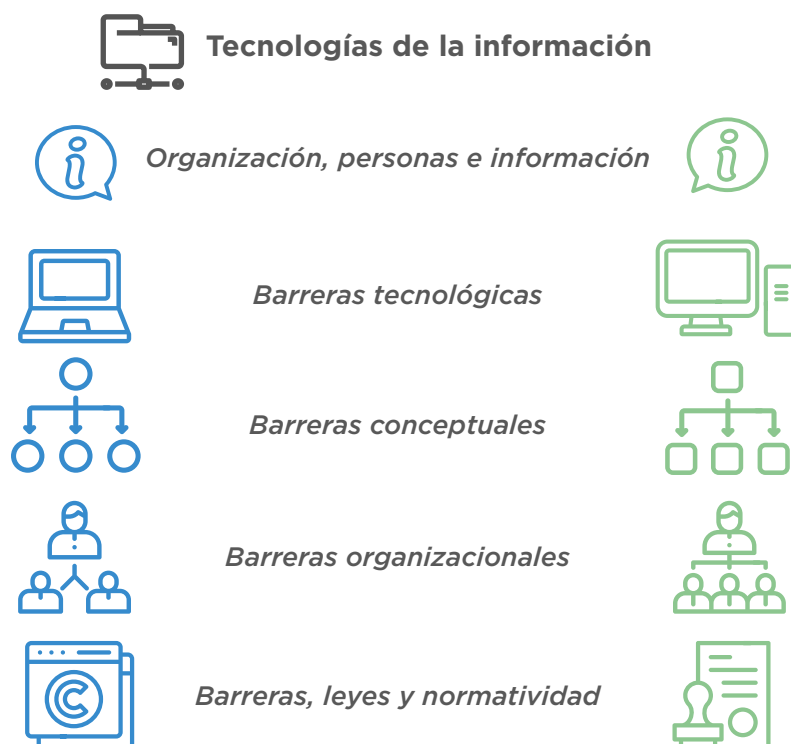 Tecnologías de la información
Organización, personas e información
Barreras tecnológicas
Barreras conceptuales
Barreras organizacionales
Barreras, leyes y normatividad